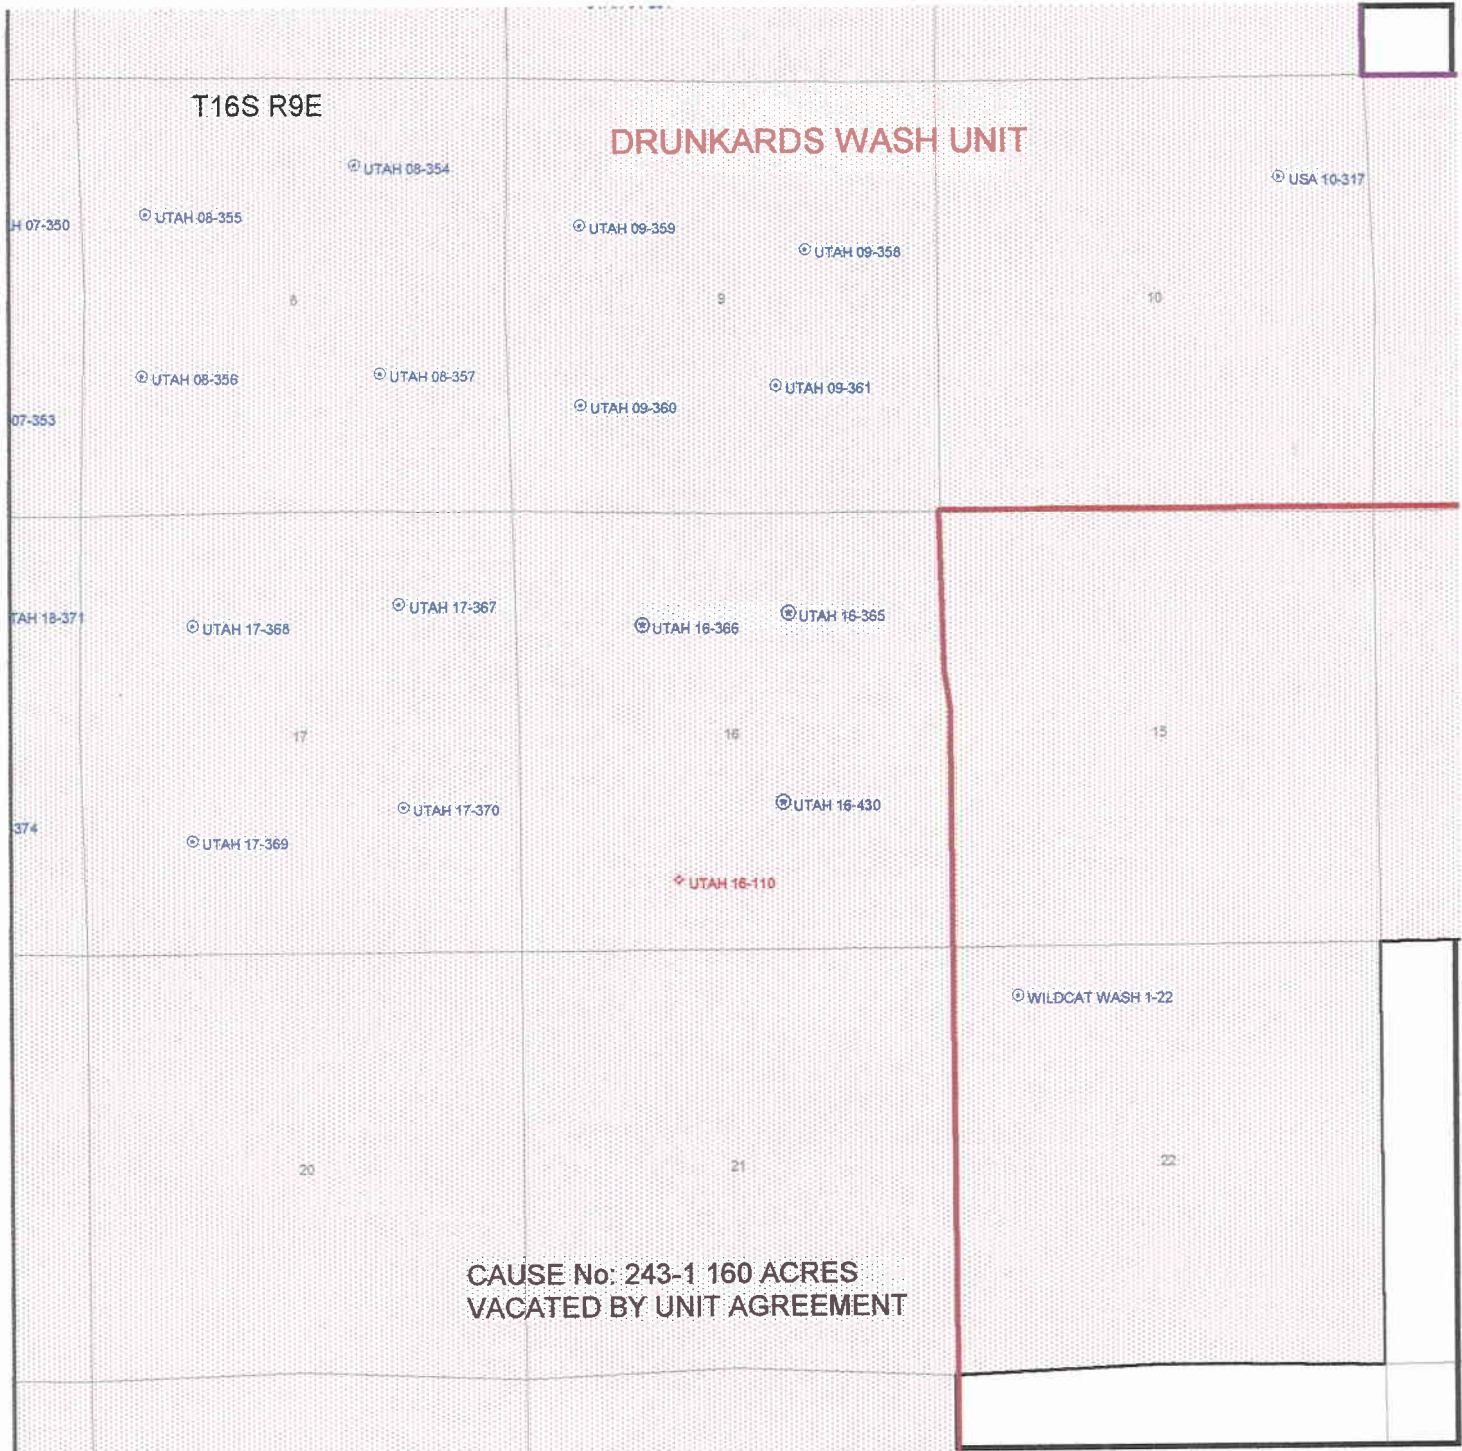 T16S R9E
DRUNKARDS WASH UNIT
UTAH 08-354
USA 10-317
UTAH 08-355
H 07-350
UTAH 09-359
UTAH 09-358
8
9
10
UTAH 08-356
UTAH 08-357
UTAH 09-361
UTAH 09-360
07-353
UTAH 17-367
UTAH 16-365
TAH 18-371
UTAH 17-368
UTAH 16-366
17
16
15
UTAH 17-370
UTAH 16-430
374
UTAH 17-369
UTAH 16-110
WILDCAT WASH 1-22
20
21
22
CAUSE No: 243-1 160 ACRES
VACATED BY UNIT AGREEMENT